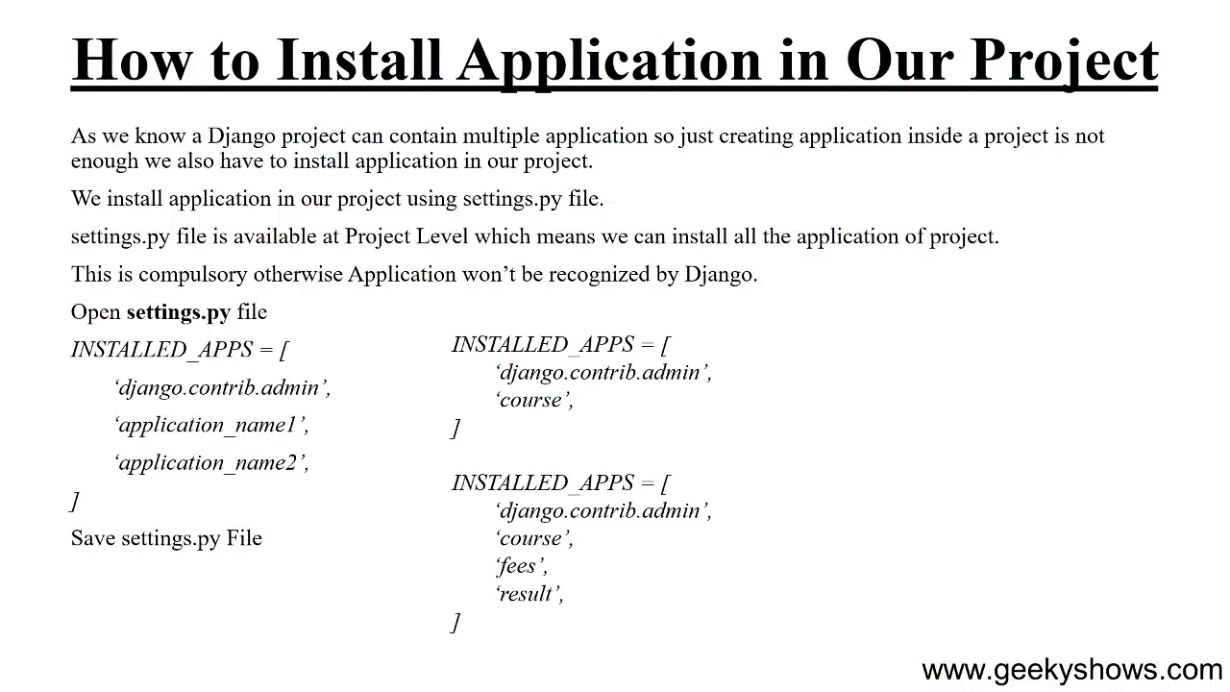 How to Install Application in Our Project
As we know a Django project can contain multiple application so just creating application inside a project is not
enough we also have to install application in our project.
We install application in our project using settings.py file.
settings.py file is available at Project Level which means we can install all the application of project.
This is compulsory otherwise Application won’t be recognized by Django.
Open settings.py file
INSTALLED_APPS = [
‘django.contrib.admin’,
‘application_name1’,
‘application_name2’,
]
Save settings.py File
INSTALLED_APPS = [
‘django.contrib.admin’,
‘course’,
]
INSTALLED_APPS = [
‘django.contrib.admin’,
‘course’,
‘fees’,
‘result’,
]
www.geekyshows.com